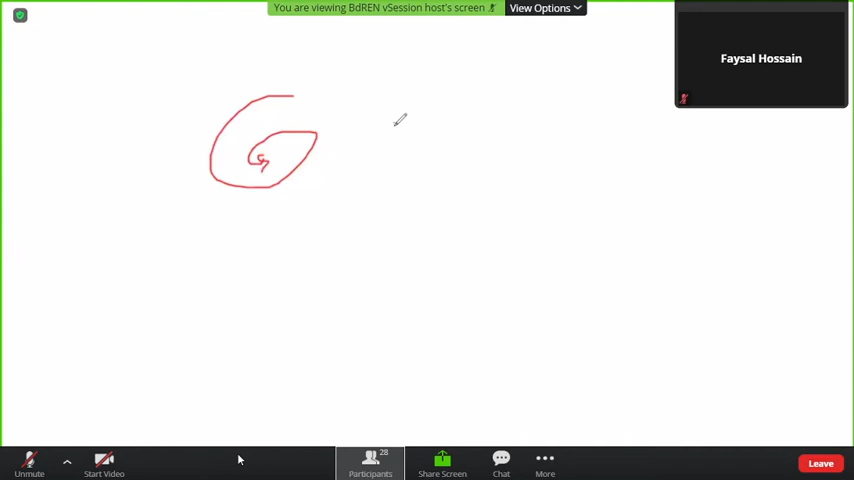 You are viewing BdREN vSession host's screen
View Options
Faysal Hossain
28
Unmute
Start Video
Participants
Share Screen
Chat
More
Leave